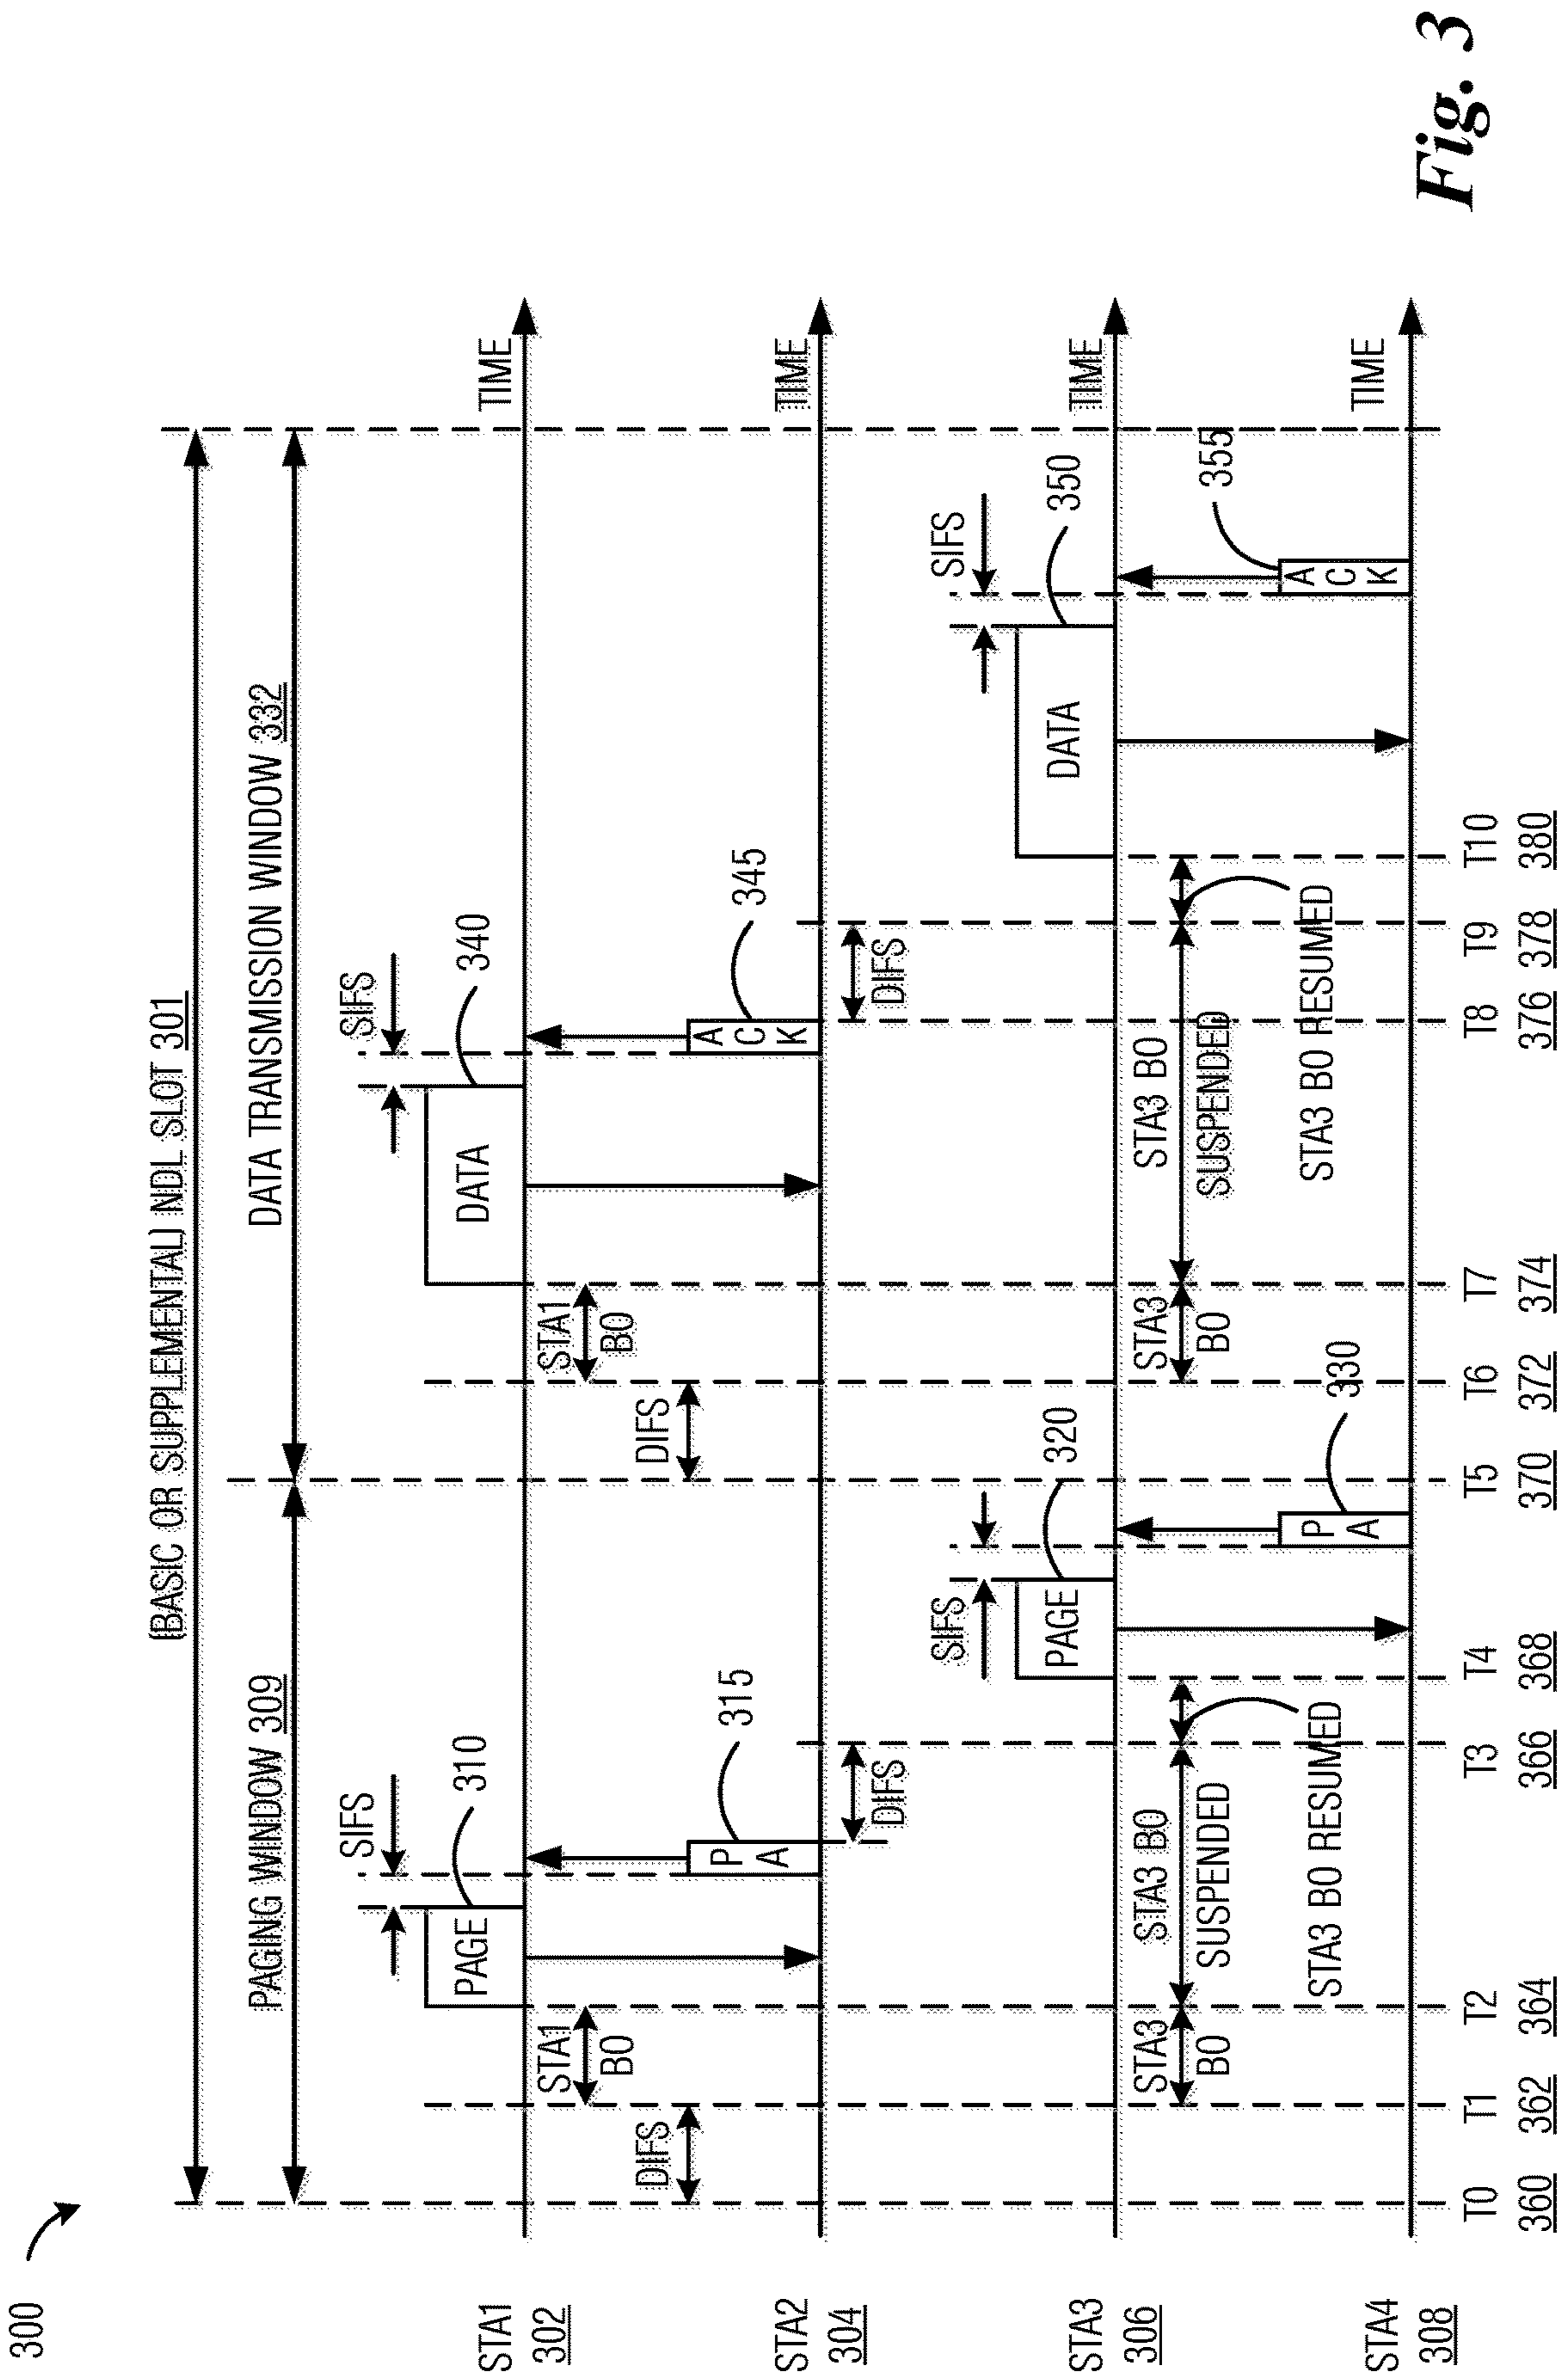 300
(BASIC OR SUPPLEMENTAL) NDL SLOT 301
PAGING WINDOW 309
DATA TRANSMISSION WINDOW 332
SIFS
310
SIFS
340
PAGE
DATA
STA1
302
STA1
BO
STA1
BO
TIME
DIFS
315
DIFS
345
P
A
A
C
K
STA2
304
TIME
DIFS
DIFS
SIFS
320
SIFS
350
PAGE
DATA
STA3
306
TIME
STA3
BO
STA3 BO
SUSPENDED
STA3
BO
STA3 BO
SUSPENDED
330
355
STA3 BO RESUMED
P
A
STA3 BO RESUMED
A
C
K
STA4
308
TIME
T0
T1
T2
T3
T4
T5
T6
T7
T8
T9
T10
360
362
364
366
368
370
372
374
376
378
380
Fig. 3